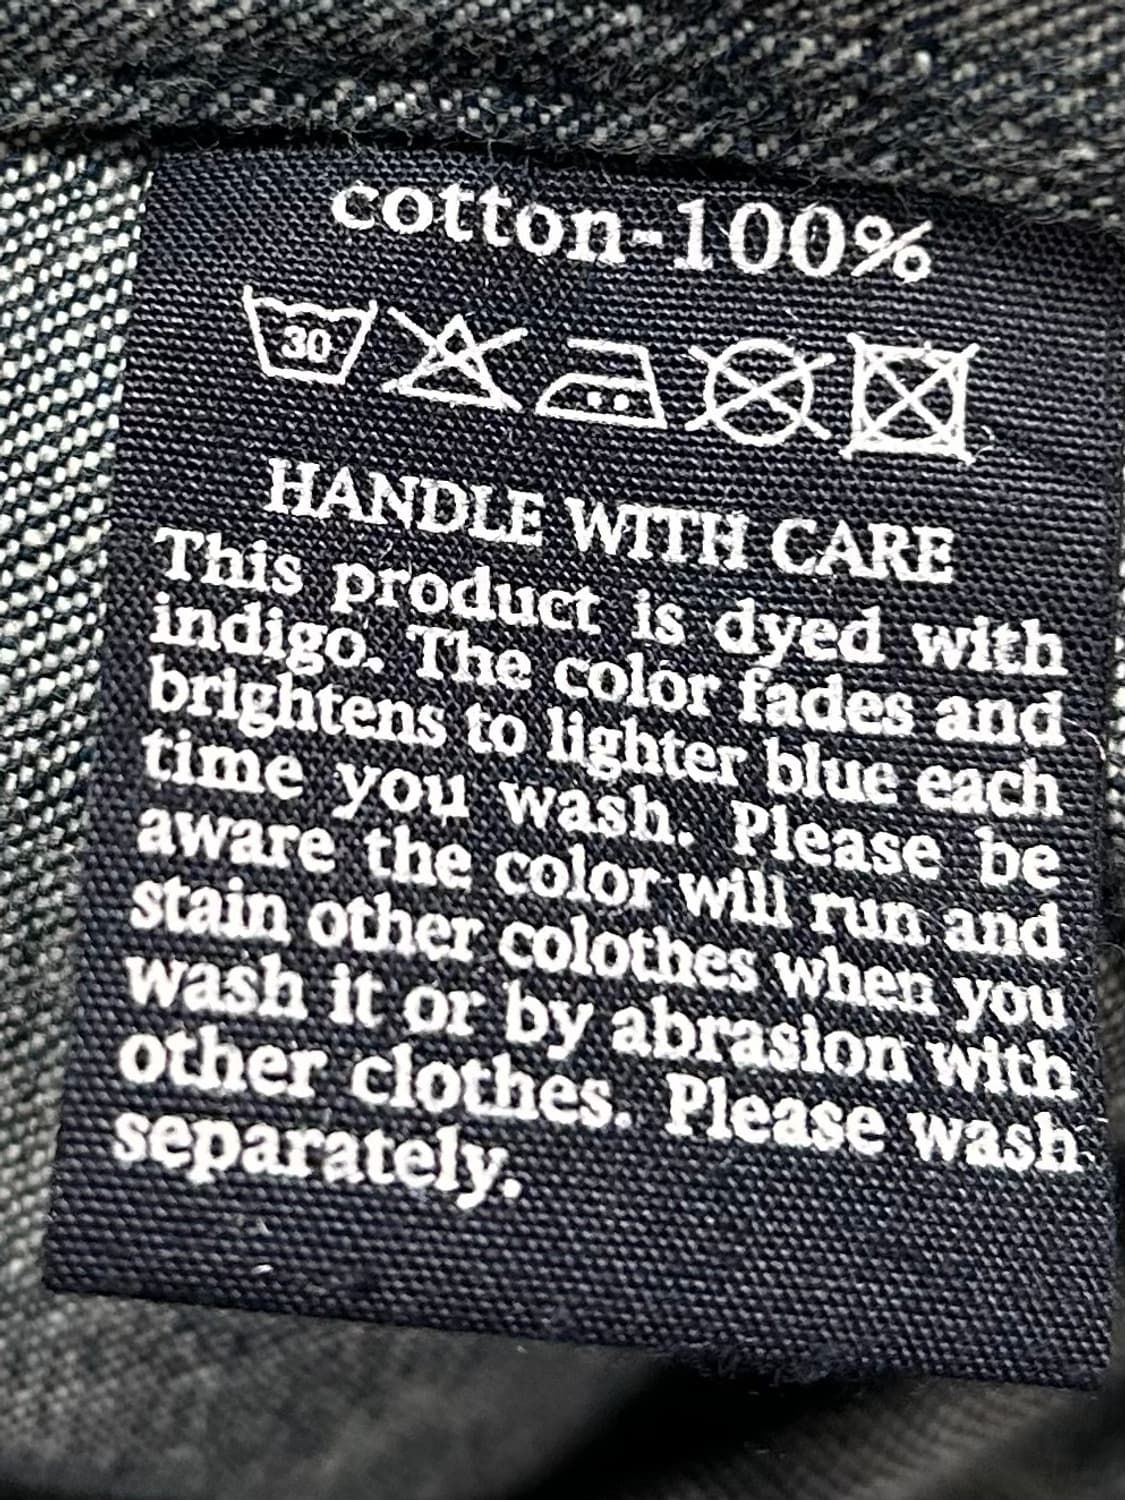 cotton-100%
30
HANDLE WITH CARE
This product is dyed with
indigo. The color fades and
brightens to lighter blue each
time you wash. Please be
aware the color will run and
stain other colothes when you
wash it or by abrasion with
other clothes. Please wash
separately.